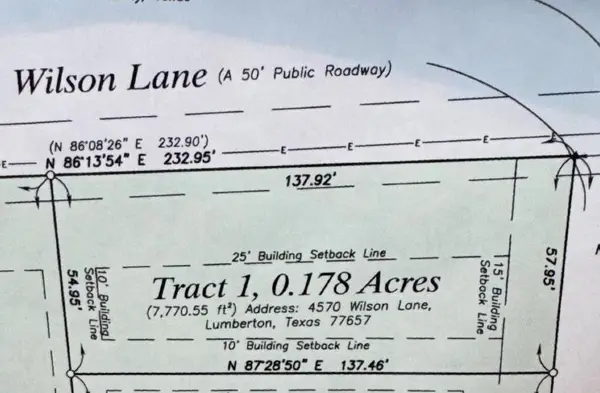 Wilson Lane (A 50' Public Roadway)
(N 86°08'26" E 232.90')
N 86°13'54" E 232.95'
E E E E E E
137.92'
25' Building Setback Line
Tract 1, 0.178 Acres
(7,770.55 ft²) Address: 4570 Wilson Lane,
Lumberton, Texas 77657
10' Building Setback Line
N 87°28'50" E 137.46'
54.95'
10' Building
Setback Line
15' Building
Setback Line
57.95'